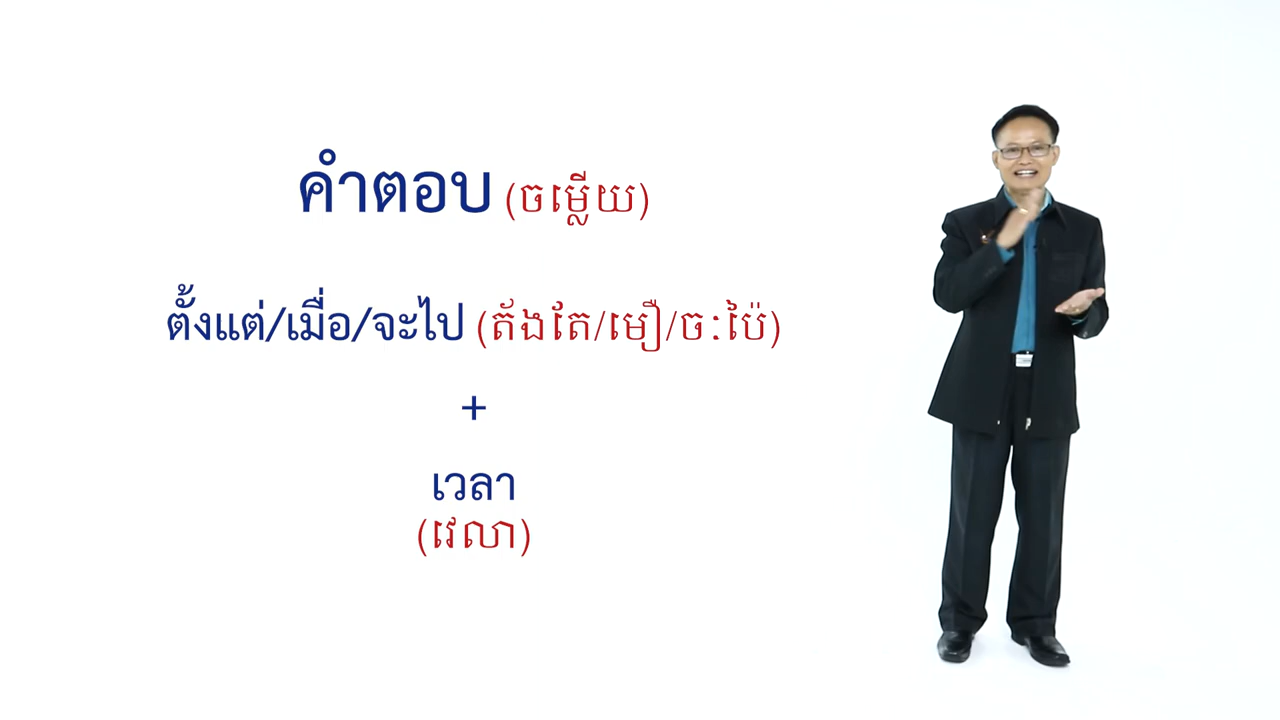 คำตอบ (ចម្លើយ)
ตั้งแต่/เมื่อ/จะไป (ត័ងតែ/មឿ/ចៈប៉ៃ)
+
เวลา
(វេលា)